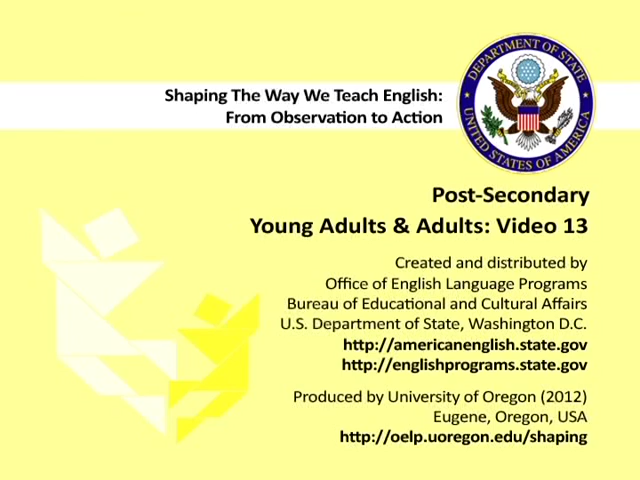 Shaping The Way We Teach English:
From Observation to Action
DEPARTMENT OF STATE
UNITED STATES OF AMERICA
Post-Secondary
Young Adults & Adults: Video 13
Created and distributed by
Office of English Language Programs
Bureau of Educational and Cultural Affairs
U.S. Department of State, Washington D.C.
http://americanenglish.state.gov
http://englishprograms.state.gov
Produced by University of Oregon (2012)
Eugene, Oregon, USA
http://oelp.uoregon.edu/shaping